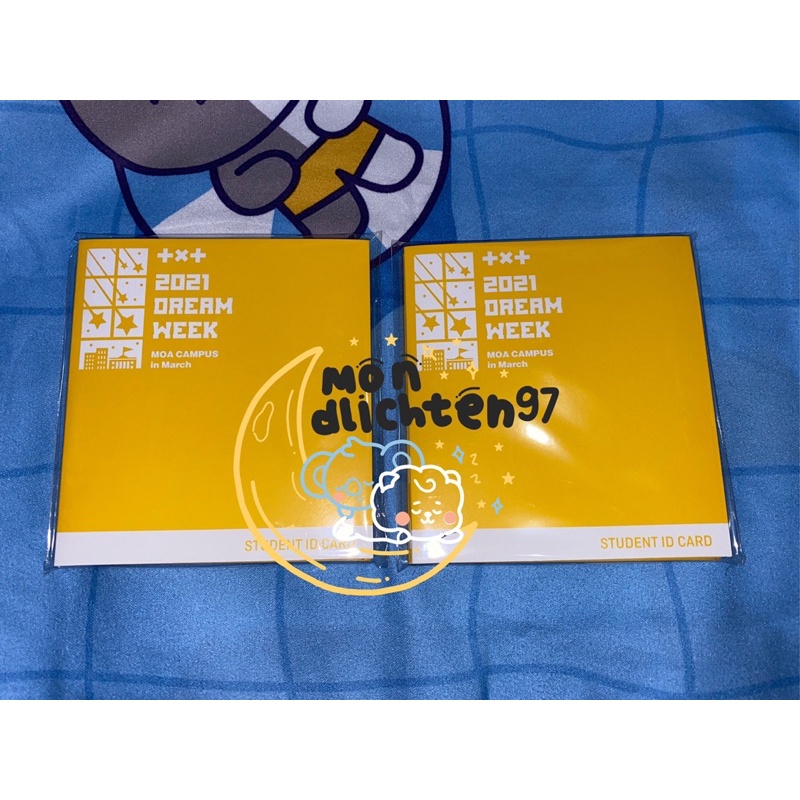 +×+
2021
DREAM
WEEK
MOA CAMPUS
in March
STUDENT ID CARD
+×+
2021
DREAM
WEEK
MOA CAMPUS
in March
STUDENT ID CARD
Mon
dlichten97